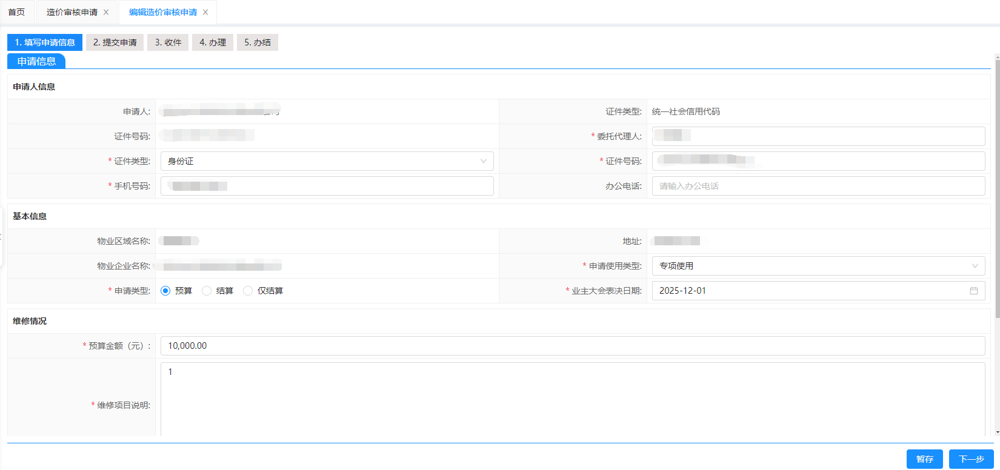 首页 造价审核申请 × 编辑造价审核申请 ×
1. 填写申请信息 2. 提交申请 3. 收件 4. 办理 5. 办结
申请信息
申请人信息
申请人: 证件类型: 统一社会信用代码
证件号码: * 委托代理人:
* 证件类型: 身份证 * 证件号码:
* 手机号码: 办公电话: 请输入办公电话
基本信息
物业区域名称: 地址:
物业企业名称: * 申请使用类型: 专项使用
* 申请类型: 预算 结算 仅结算 * 业主大会表决日期: 2025-12-01
维修情况
* 预算金额（元）: 10,000.00
* 维修项目说明: 1
暂存 下一步